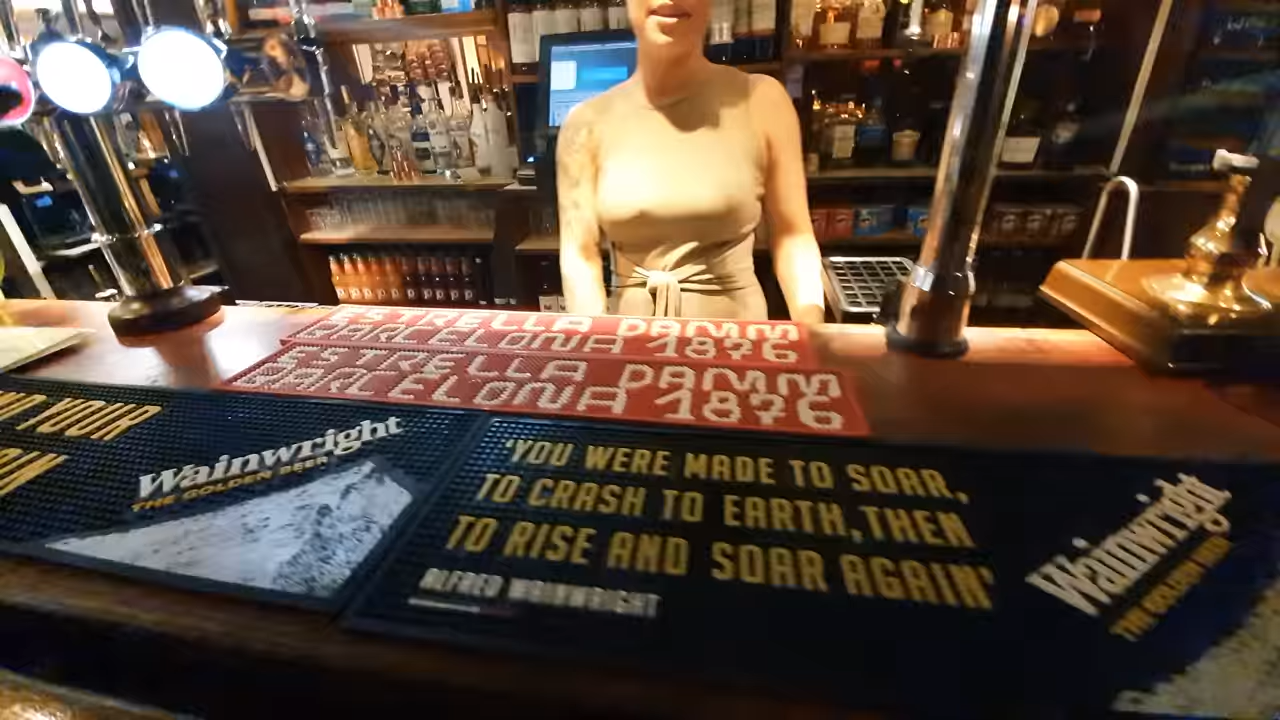 ESTRELLA DAMM
BARCELONA 1876
ESTRELLA DAMM
BARCELONA 1876
YOUR
Wainwright
THE GOLDEN BEER
'YOU WERE MADE TO SOAR,
TO CRASH TO EARTH, THEN
TO RISE AND SOAR AGAIN'
ALFRED WAINWRIGHT
Wainwright
THE GOLDEN BEER